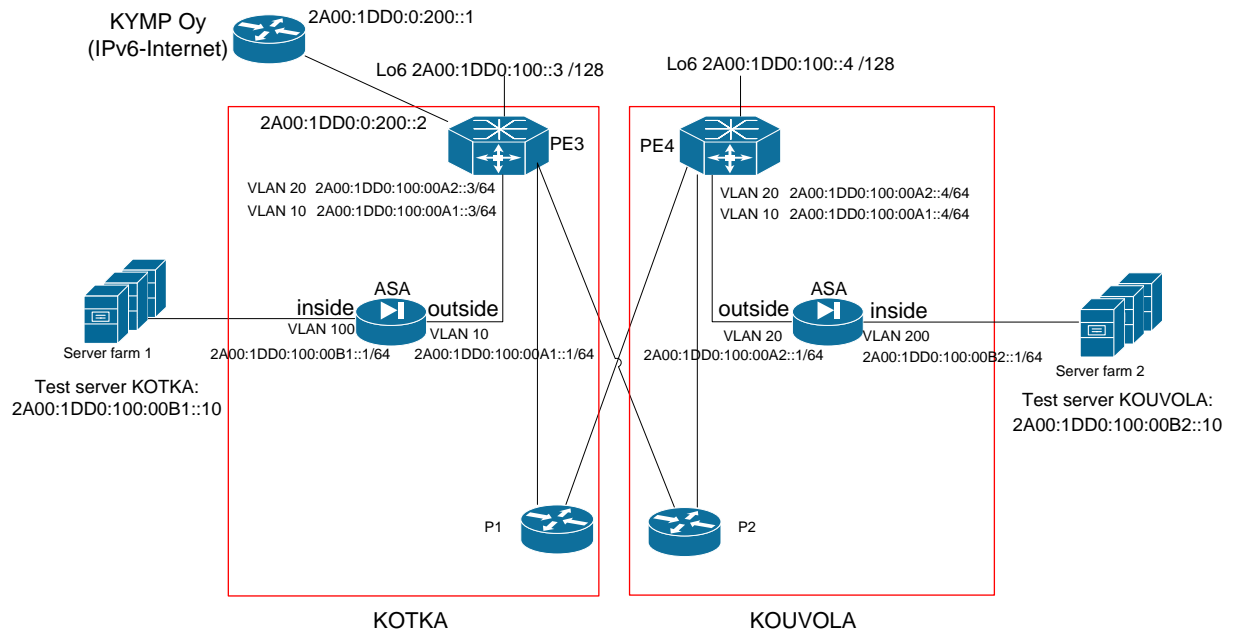 KYMP Oy
(IPv6-Internet)
2A00:1DD0:0:200::1
Lo6 2A00:1DD0:100::3 /128
Lo6 2A00:1DD0:100::4 /128
2A00:1DD0:0:200::2
PE3
PE4
VLAN 20 2A00:1DD0:100:00A2::3/64
VLAN 10 2A00:1DD0:100:00A1::3/64
VLAN 20 2A00:1DD0:100:00A2::4/64
VLAN 10 2A00:1DD0:100:00A1::4/64
ASA
inside
outside
VLAN 100
VLAN 10
2A00:1DD0:100:00B1::1/64
2A00:1DD0:100:00A1::1/64
Server farm 1
Test server KOTKA:
2A00:1DD0:100:00B1::10
ASA
outside
inside
VLAN 20
VLAN 200
2A00:1DD0:100:00A2::1/64
2A00:1DD0:100:00B2::1/64
Server farm 2
Test server KOUVOLA:
2A00:1DD0:100:00B2::10
P1
P2
KOTKA
KOUVOLA